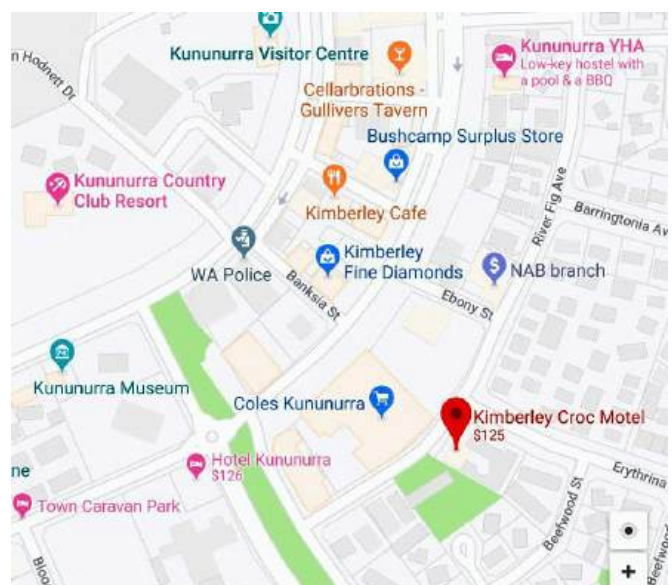 Kununurra Visitor Centre
n Hodnett Dr
Cellarbrations -
Gullivers Tavern
Kununurra YHA
Low-key hostel with
a pool & a BBQ
Bushcamp Surplus Store
Kununurra Country
Club Resort
Kimberley Cafe
River Fig Ave
Barringtonia Av
WA Police
Kimberley
Fine Diamonds
NAB branch
Banksia St
Ebony St
Kununurra Museum
Coles Kununurra
Kimberley Croc Motel
$125
Hotel Kununurra
$126
ne
Town Caravan Park
Erythrina
Beefwood St
Bloo
Beefwood
$
+